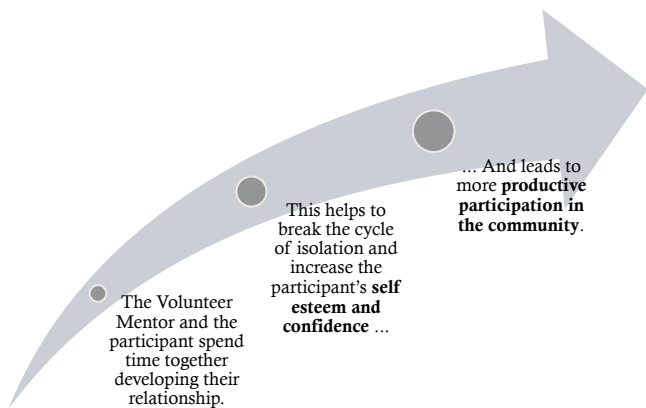 The Volunteer
Mentor and the
participant spend
time together
developing their
relationship.
This helps to
break the cycle
of isolation and
increase the
participant’s self
esteem and
confidence ...
... And leads to
more productive
participation in
the community.